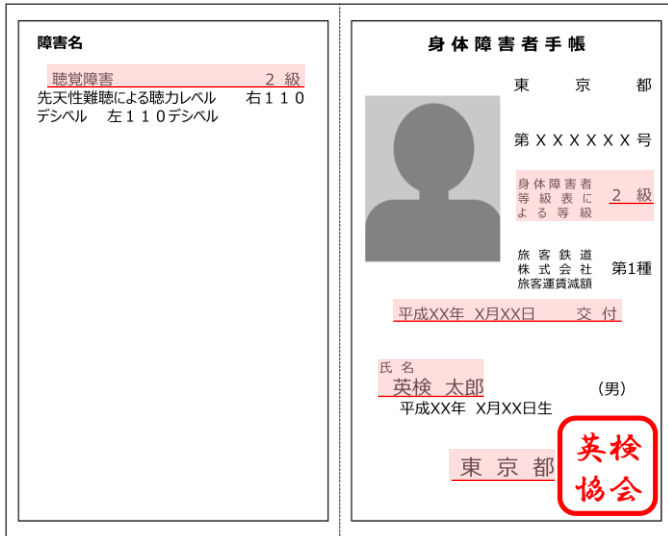 障害名
聴覚障害 2 級
先天性難聴による聴力レベル 右110
デシベル 左110デシベル
身体障害者手帳
東 京 都
第 X X X X X X 号
身体障害者
等級表に
よる等級
2 級
旅客鉄道
株式会社
旅客運賃減額
第1種
平成XX年 X月XX日 交 付
氏 名
英検 太郎 (男)
平成XX年 X月XX日生
東 京 都
英検
協会